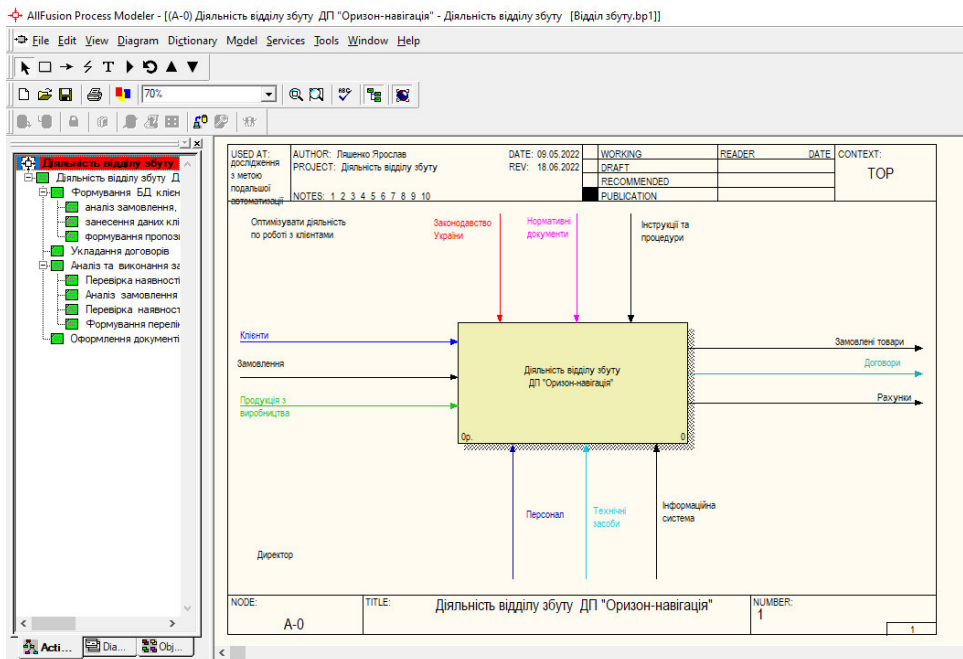 AllFusion Process Modeler - [(A-0) Діяльність відділу збуту ДП "Оризон-навігація" - Діяльність відділу збуту [Відділ збуту.bp1]]
File Edit View Diagram Dictionary Model Services Tools Window Help
70%
Діяльність відділу збуту
Діяльність відділу збуту Д
Формування БД клієн
аналіз замовлення,
занесення даних клі
формування пропоз
Укладання договорів
Аналіз та виконання за
Перевірка наявності
Аналіз замовлення
Перевірка наявност
Формування перелі
Оформлення документі
Acti... Dia... Obj...
USED AT:
дослідження
з метою
подальшої
автоматизації
AUTHOR: Ляшенко Ярослав
PROJECT: Діяльність відділу збуту
NOTES: 1 2 3 4 5 6 7 8 9 10
DATE: 09.05.2022
REV: 18.06.2022
WORKING
DRAFT
RECOMMENDED
PUBLICATION
READER DATE
CONTEXT:
TOP
Оптимізувати діяльність
по роботі з клієнтами
Законодавство
України
Нормативні
документи
Інструкції та
процедури
Клієнти
Замовлення
Продукція з
виробництва
Діяльність відділу збуту
ДП "Оризон-навігація"
0р. 0
Замовлені товари
Договори
Рахунки
Персонал
Технічні
засоби
Інформаційна
система
Директор
NODE:
A-0
TITLE:
Діяльність відділу збуту ДП "Оризон-навігація"
NUMBER:
1
1